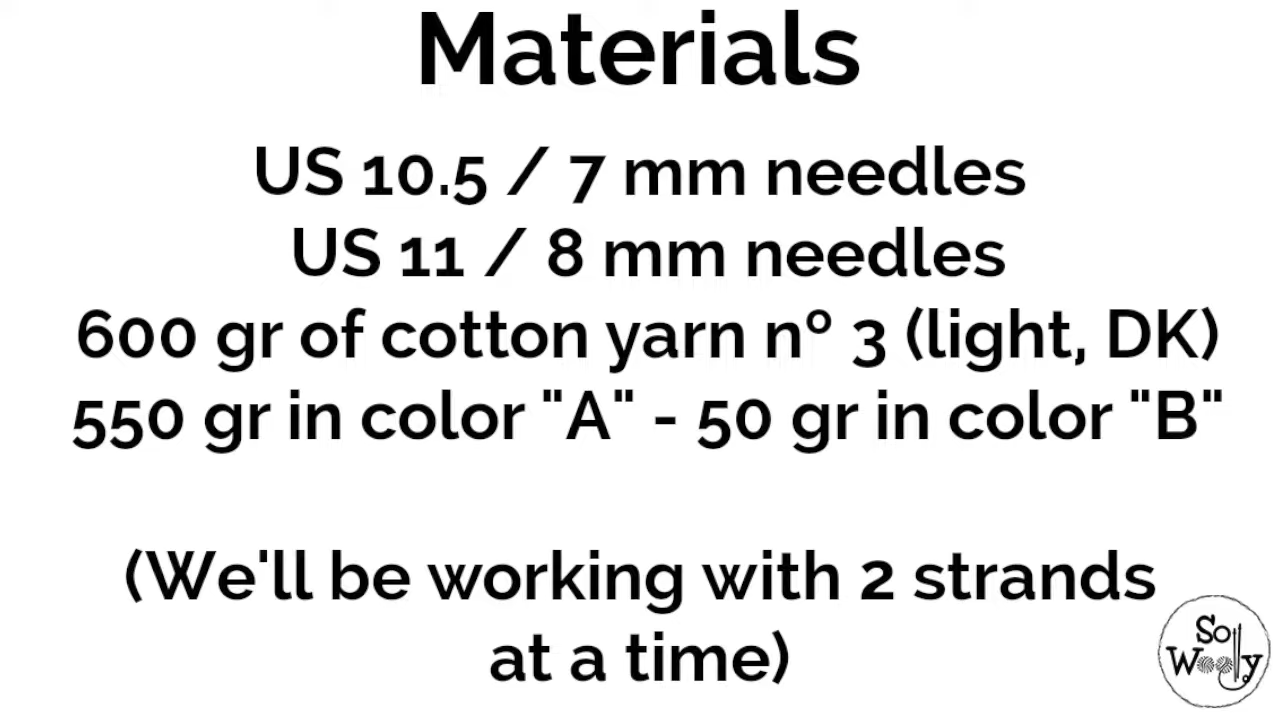 Materials
US 10.5 / 7 mm needles
US 11 / 8 mm needles
600 gr of cotton yarn nº 3 (light, DK)
550 gr in color "A" - 50 gr in color "B"
(We'll be working with 2 strands
at a time)
So
Woolly